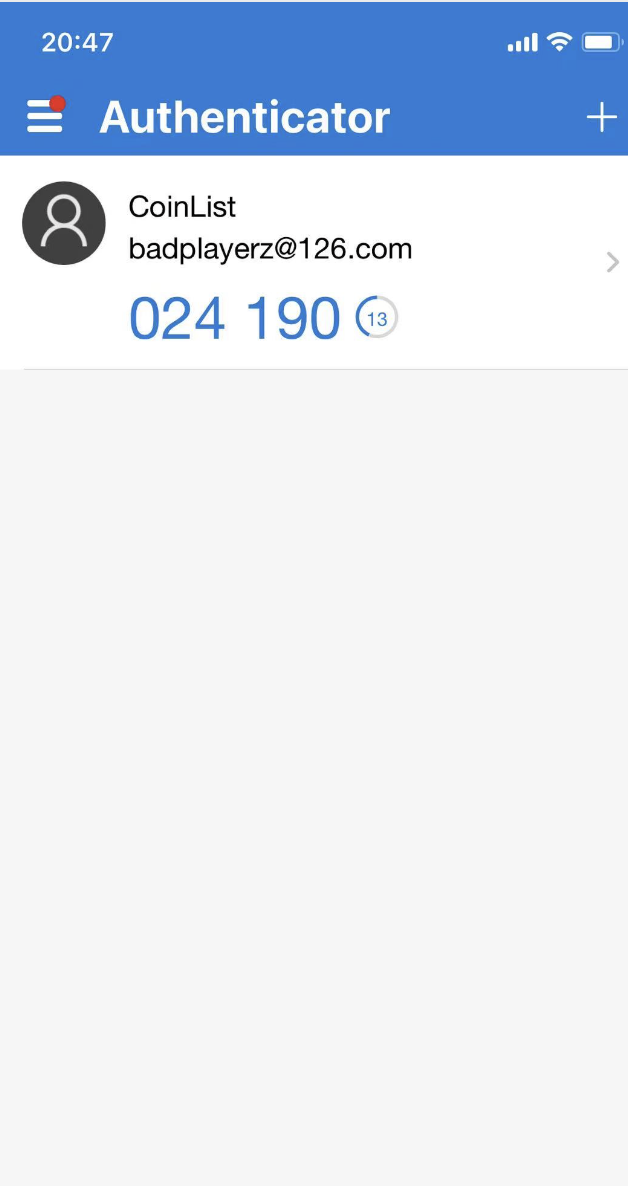 20:47
Authenticator
CoinList
badplayerz@126.com
024 190 13